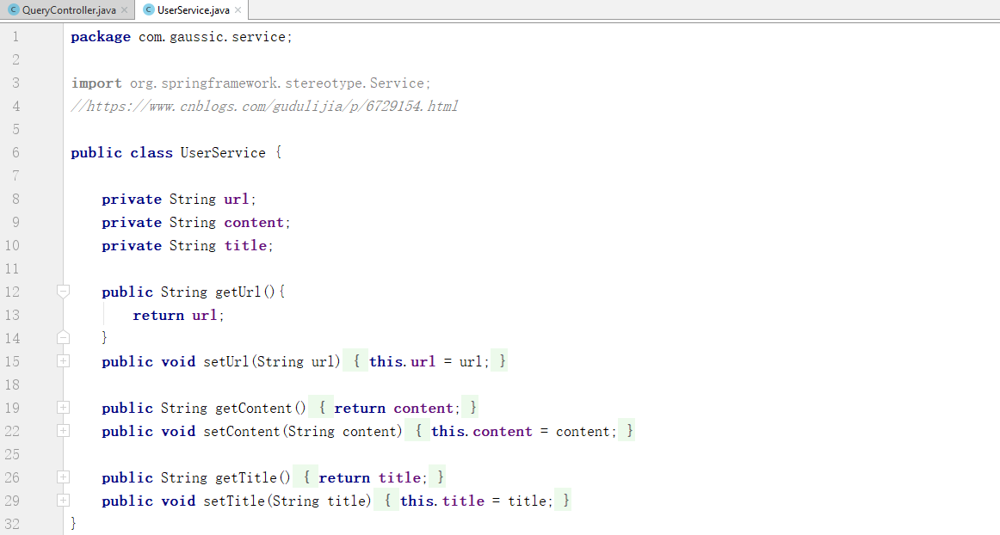 QueryController.java UserService.java
1 package com.gaussic.service;
2
3 import org.springframework.stereotype.Service;
4 //https://www.cnblogs.com/gudulijia/p/6729154.html
5
6 public class UserService {
7
8 private String url;
9 private String content;
10 private String title;
11
12 public String getUrl(){
13 return url;
14 }
15 public void setUrl(String url) { this.url = url; }
18
19 public String getContent() { return content; }
22 public void setContent(String content) { this.content = content; }
25
26 public String getTitle() { return title; }
29 public void setTitle(String title) { this.title = title; }
32 }